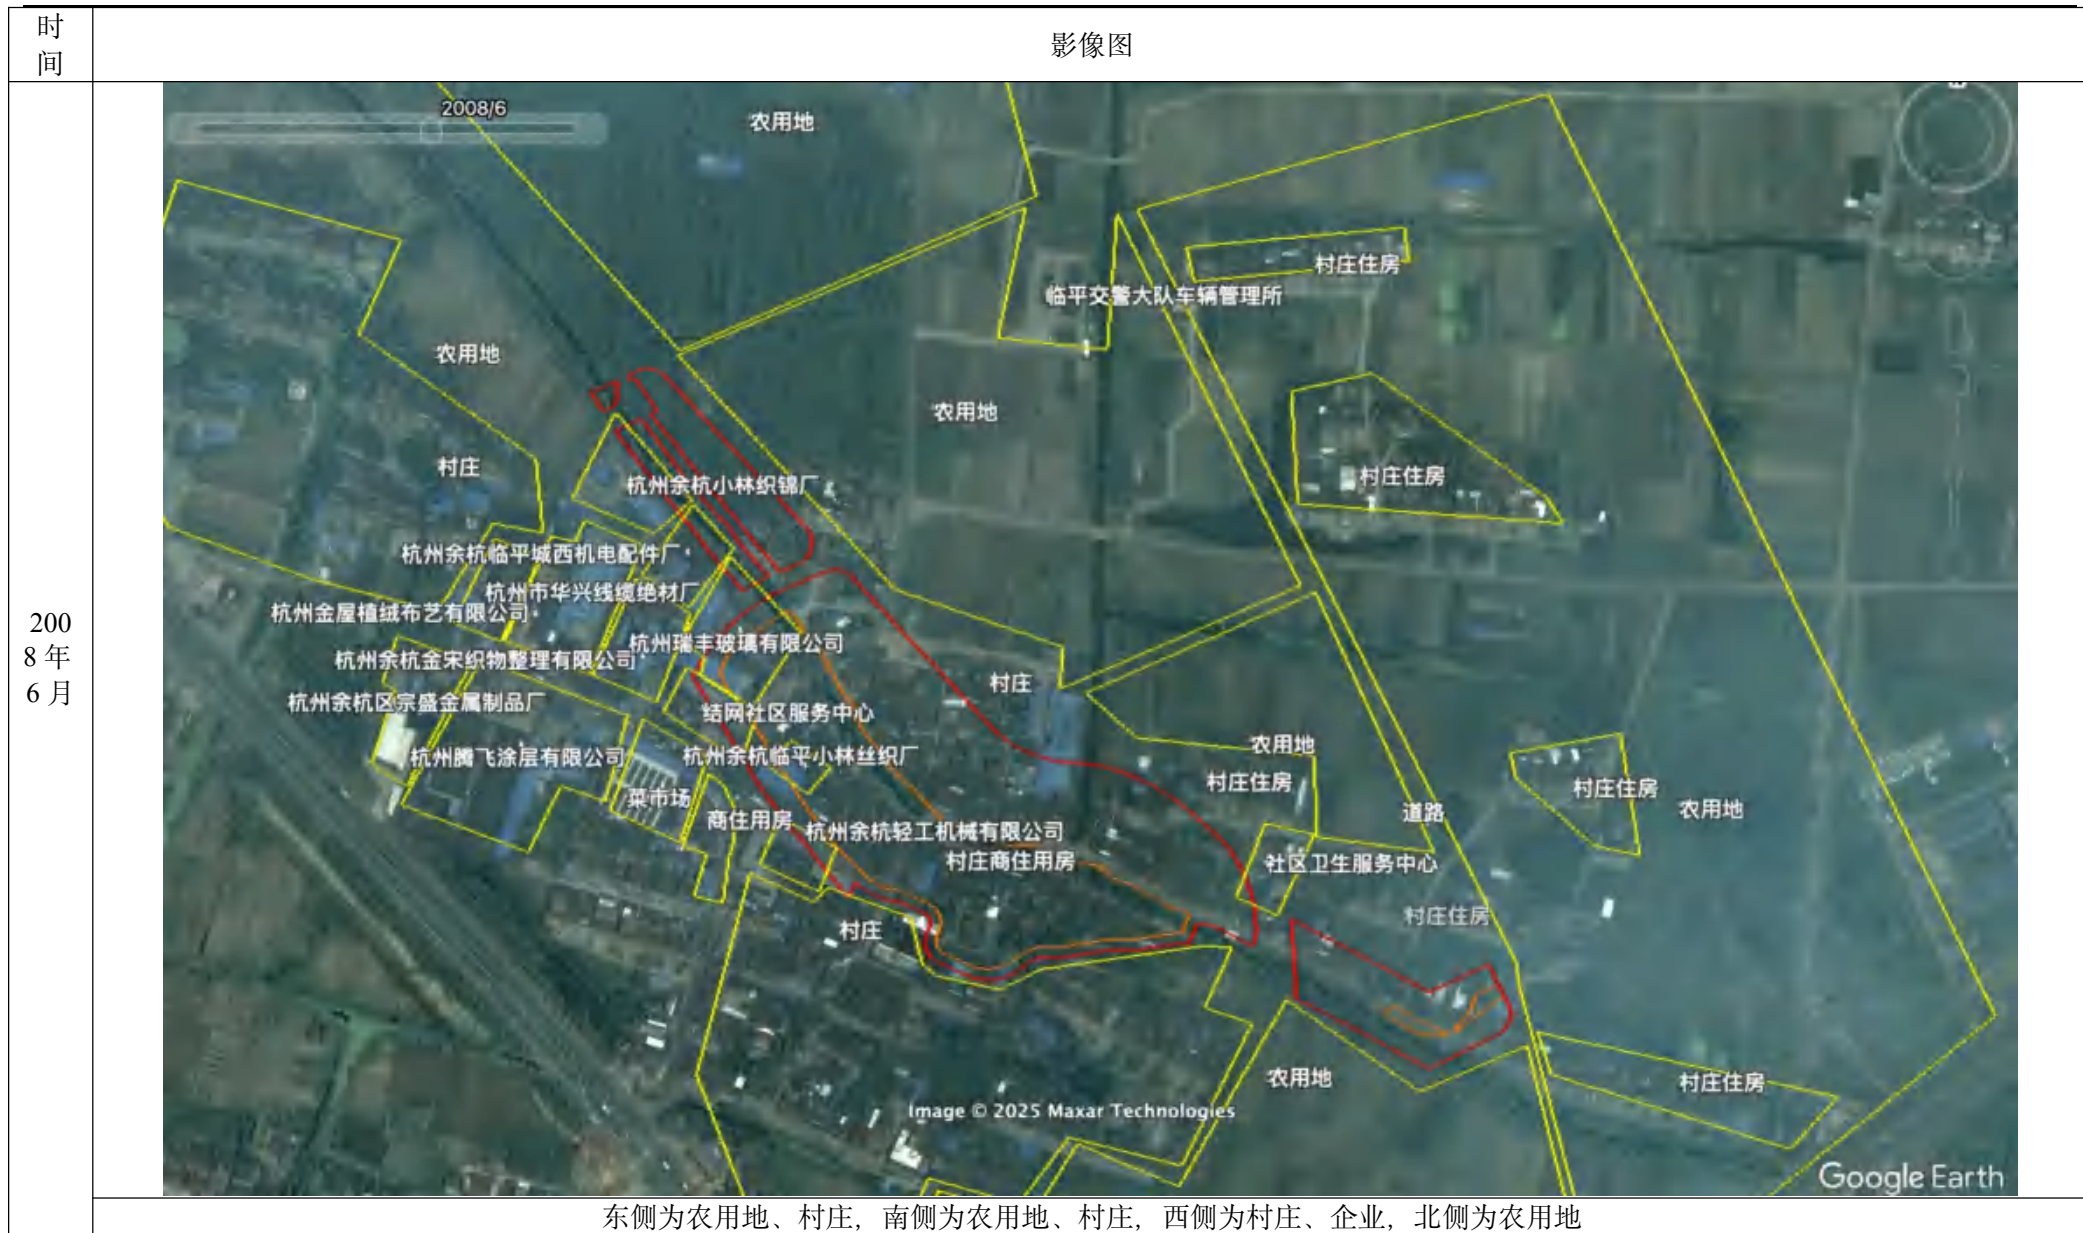 时
间
影像图
200
8年
6月
2008/6
农用地
村庄住房
临平交警大队车辆管理所
农用地
农用地
村庄
村庄住房
杭州余杭小林织锦厂
杭州余杭临平城西机电配件厂
杭州市华兴线缆绝材厂
杭州金屋植绒布艺有限公司
杭州瑞丰玻璃有限公司
杭州余杭金宋织物整理有限公司
村庄
杭州余杭区宗盛金属制品厂
结网社区服务中心
农用地
杭州腾飞涂层有限公司
杭州余杭临平小林丝织厂
村庄住房
村庄住房
菜市场
农用地
道路
商住用房
杭州余杭轻工机械有限公司
村庄商住用房
社区卫生服务中心
村庄住房
村庄
农用地
村庄住房
Image © 2025 Maxar Technologies
Google Earth
东侧为农用地、村庄，南侧为农用地、村庄，西侧为村庄、企业，北侧为农用地